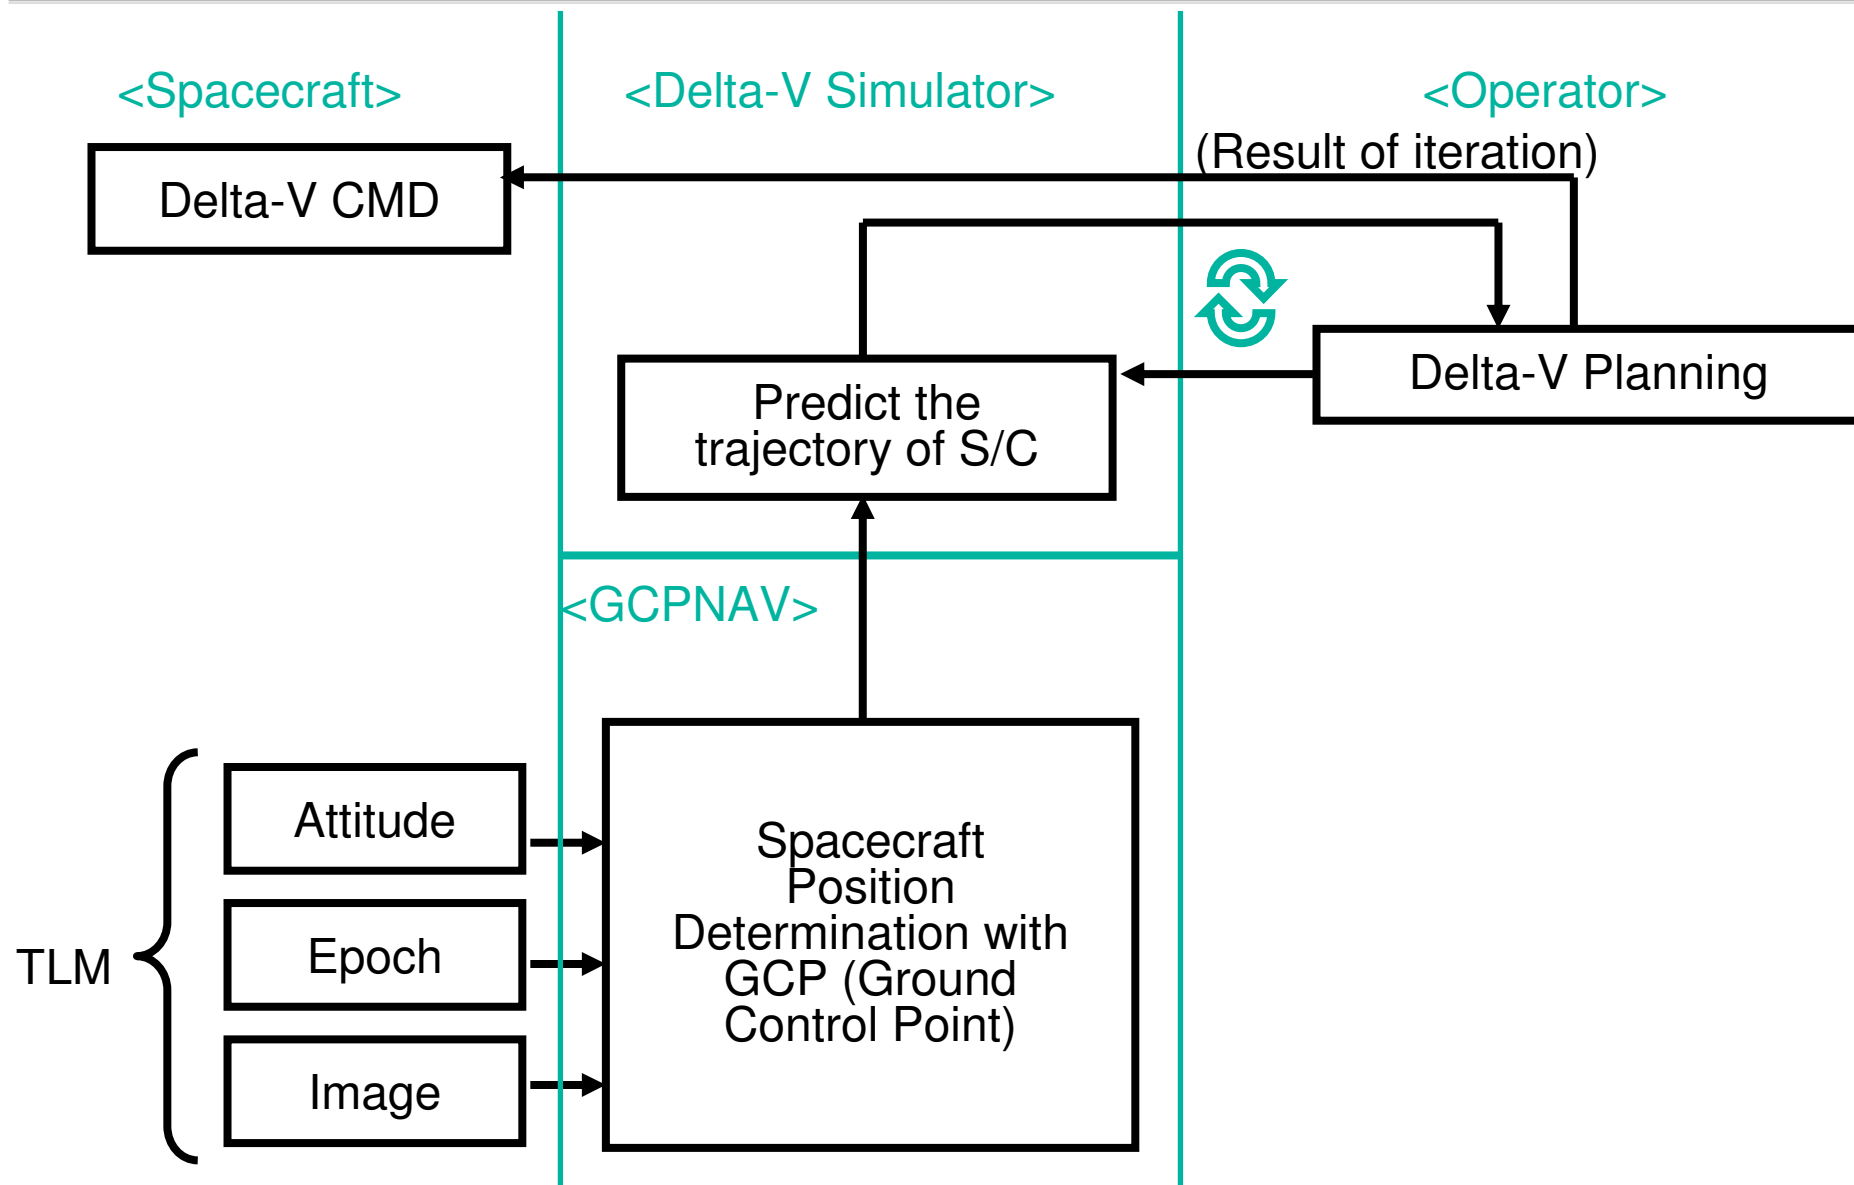 <Spacecraft>
<Delta-V Simulator>
<Operator>
(Result of iteration)
Delta-V CMD
Delta-V Planning
Predict the
trajectory of S/C
<GCPNAV>
TLM
Attitude
Epoch
Image
Spacecraft
Position
Determination with
GCP (Ground
Control Point)